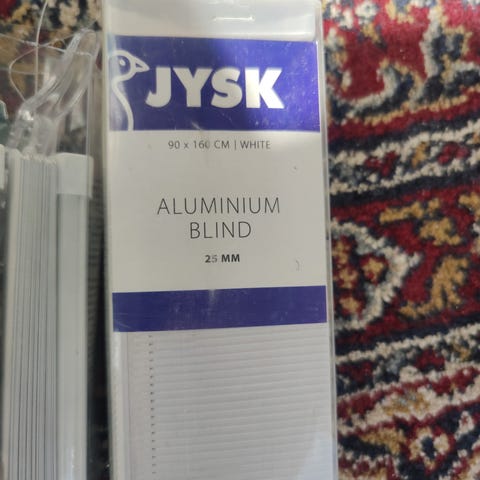 JYSK
90 x 160 CM | WHITE
ALUMINIUM
BLIND
25 MM